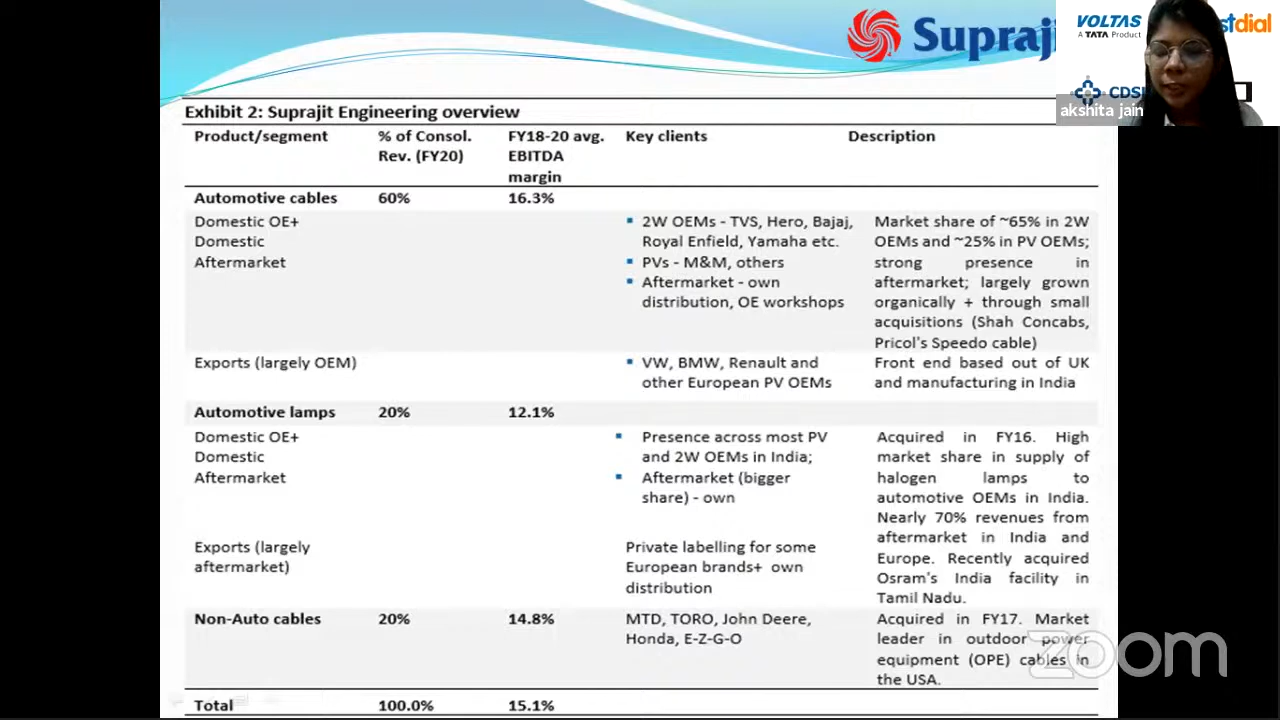 Supraj
VOLTAS
A TATA Product
stdial
CDS
akshita jain
Exhibit 2: Suprajit Engineering overview
Product/segment % of Consol. Rev. (FY20) FY18-20 avg. EBITDA margin Key clients Description
Automotive cables 60% 16.3%
Domestic OE+
Domestic
Aftermarket
▪ 2W OEMs - TVS, Hero, Bajaj,
Royal Enfield, Yamaha etc.
▪ PVs - M&M, others
▪ Aftermarket - own
distribution, OE workshops
Market share of ~65% in 2W
OEMs and ~25% in PV OEMs;
strong presence in
aftermarket; largely grown
organically + through small
acquisitions (Shah Concabs,
Pricol's Speedo cable)
Exports (largely OEM)
▪ VW, BMW, Renault and
other European PV OEMs
Front end based out of UK
and manufacturing in India
Automotive lamps 20% 12.1%
Domestic OE+
Domestic
Aftermarket
▪ Presence across most PV
and 2W OEMs in India;
▪ Aftermarket (bigger
share) - own
Acquired in FY16. High
market share in supply of
halogen lamps to
automotive OEMs in India.
Nearly 70% revenues from
aftermarket in India and
Europe. Recently acquired
Osram's India facility in
Tamil Nadu.
Exports (largely
aftermarket)
Private labelling for some
European brands+ own
distribution
Non-Auto cables 20% 14.8%
MTD, TORO, John Deere,
Honda, E-Z-G-O
Acquired in FY17. Market
leader in outdoor power
equipment (OPE) cables in
the USA.
Total 100.0% 15.1%
zoom